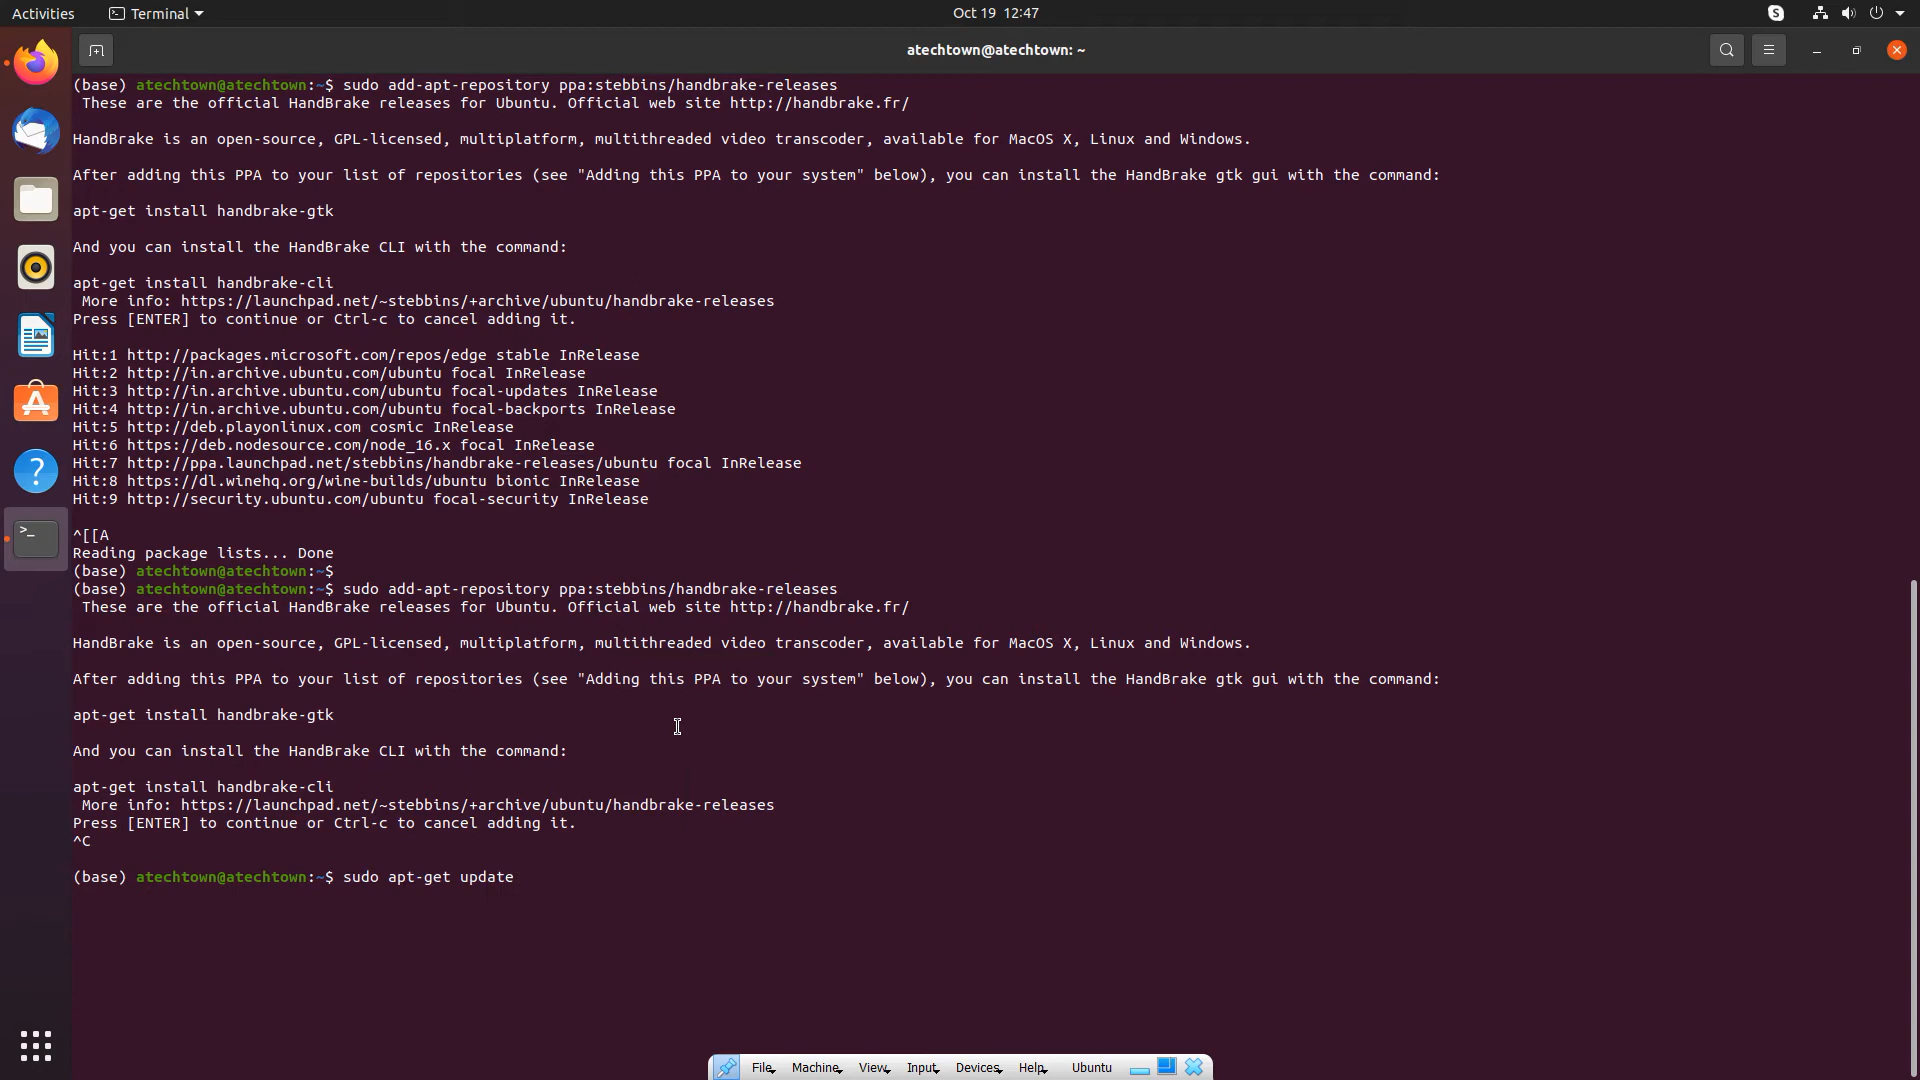 Activities
Terminal
Oct 19 12:47
atechtown@atechtown: ~
(base) atechtown@atechtown:~$ sudo add-apt-repository ppa:stebbins/handbrake-releases
These are the official HandBrake releases for Ubuntu. Official web site http://handbrake.fr/
HandBrake is an open-source, GPL-licensed, multiplatform, multithreaded video transcoder, available for MacOS X, Linux and Windows.
After adding this PPA to your list of repositories (see "Adding this PPA to your system" below), you can install the HandBrake gtk gui with the command:
apt-get install handbrake-gtk
And you can install the HandBrake CLI with the command:
apt-get install handbrake-cli
More info: https://launchpad.net/~stebbins/+archive/ubuntu/handbrake-releases
Press [ENTER] to continue or Ctrl-c to cancel adding it.
Hit:1 http://packages.microsoft.com/repos/edge stable InRelease
Hit:2 http://in.archive.ubuntu.com/ubuntu focal InRelease
Hit:3 http://in.archive.ubuntu.com/ubuntu focal-updates InRelease
Hit:4 http://in.archive.ubuntu.com/ubuntu focal-backports InRelease
Hit:5 http://deb.playonlinux.com cosmic InRelease
Hit:6 https://deb.nodesource.com/node_16.x focal InRelease
Hit:7 http://ppa.launchpad.net/stebbins/handbrake-releases/ubuntu focal InRelease
Hit:8 https://dl.winehq.org/wine-builds/ubuntu bionic InRelease
Hit:9 http://security.ubuntu.com/ubuntu focal-security InRelease
^[[A
Reading package lists... Done
(base) atechtown@atechtown:~$
(base) atechtown@atechtown:~$ sudo add-apt-repository ppa:stebbins/handbrake-releases
These are the official HandBrake releases for Ubuntu. Official web site http://handbrake.fr/
HandBrake is an open-source, GPL-licensed, multiplatform, multithreaded video transcoder, available for MacOS X, Linux and Windows.
After adding this PPA to your list of repositories (see "Adding this PPA to your system" below), you can install the HandBrake gtk gui with the command:
apt-get install handbrake-gtk
And you can install the HandBrake CLI with the command:
apt-get install handbrake-cli
More info: https://launchpad.net/~stebbins/+archive/ubuntu/handbrake-releases
Press [ENTER] to continue or Ctrl-c to cancel adding it.
^C
(base) atechtown@atechtown:~$ sudo apt-get update
File Machine View Input Devices Help Ubuntu